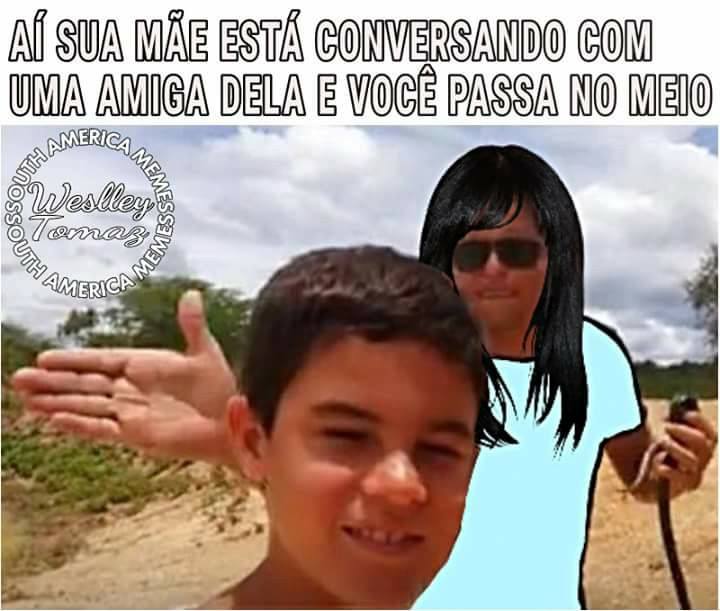 AÍ SUA MÃE ESTÁ CONVERSANDO COM
UMA AMIGA DELA E VOCÊ PASSA NO MEIO
SOUTH AMERICA MEMES
Weslley
Tomaz
SOUTH AMERICA MEMES